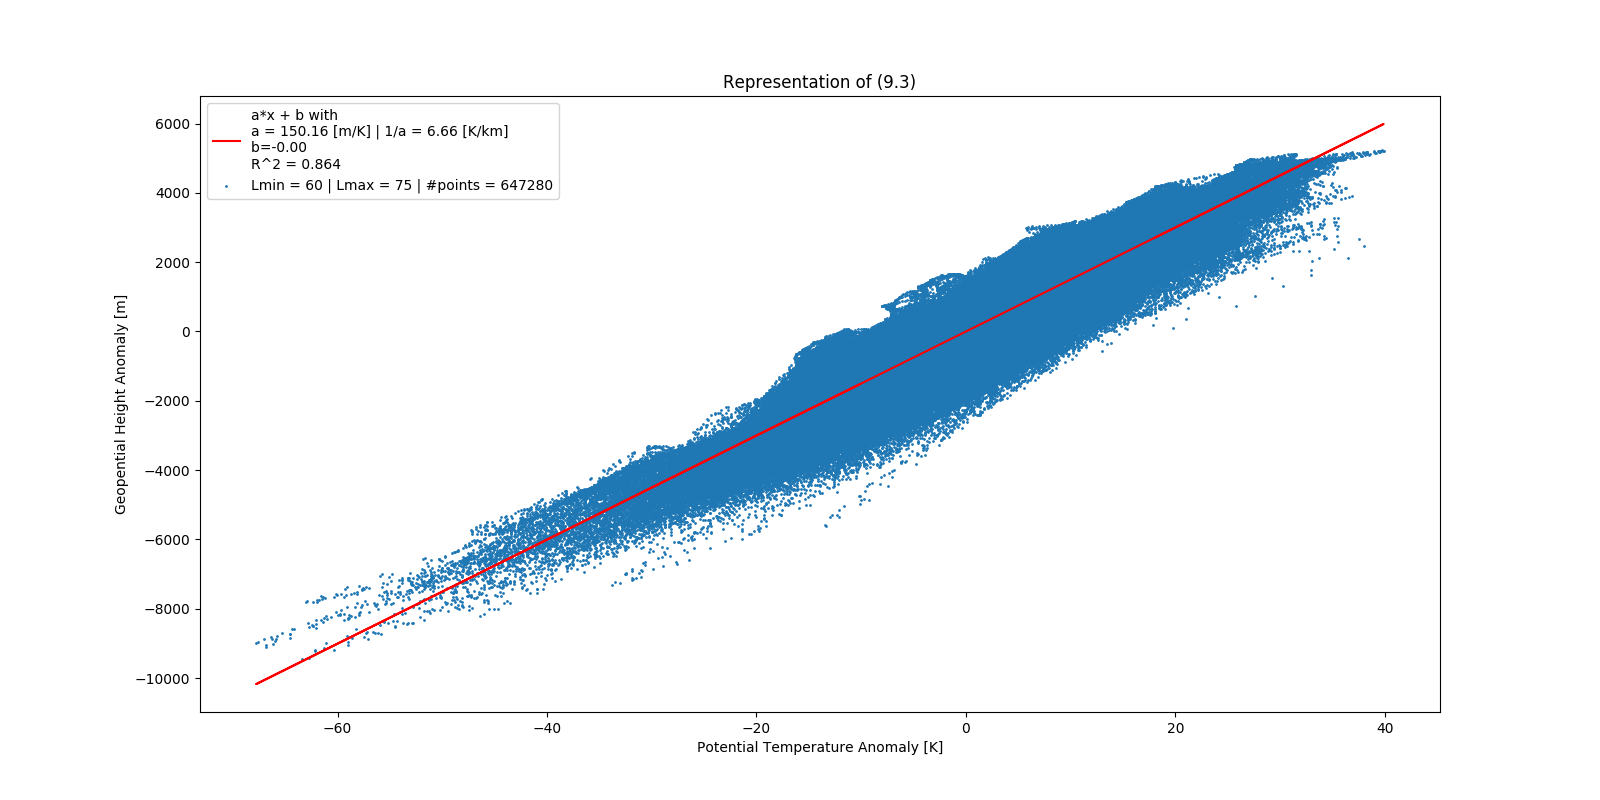 Representation of (9.3)
a*x + b with
a = 150.16 [m/K] | 1/a = 6.66 [K/km]
b=-0.00
R^2 = 0.864
Lmin = 60 | Lmax = 75 | #points = 647280
Geopential Height Anomaly [m]
6000
4000
2000
0
−2000
−4000
−6000
−8000
−10000
−60
−40
−20
0
20
40
Potential Temperature Anomaly [K]